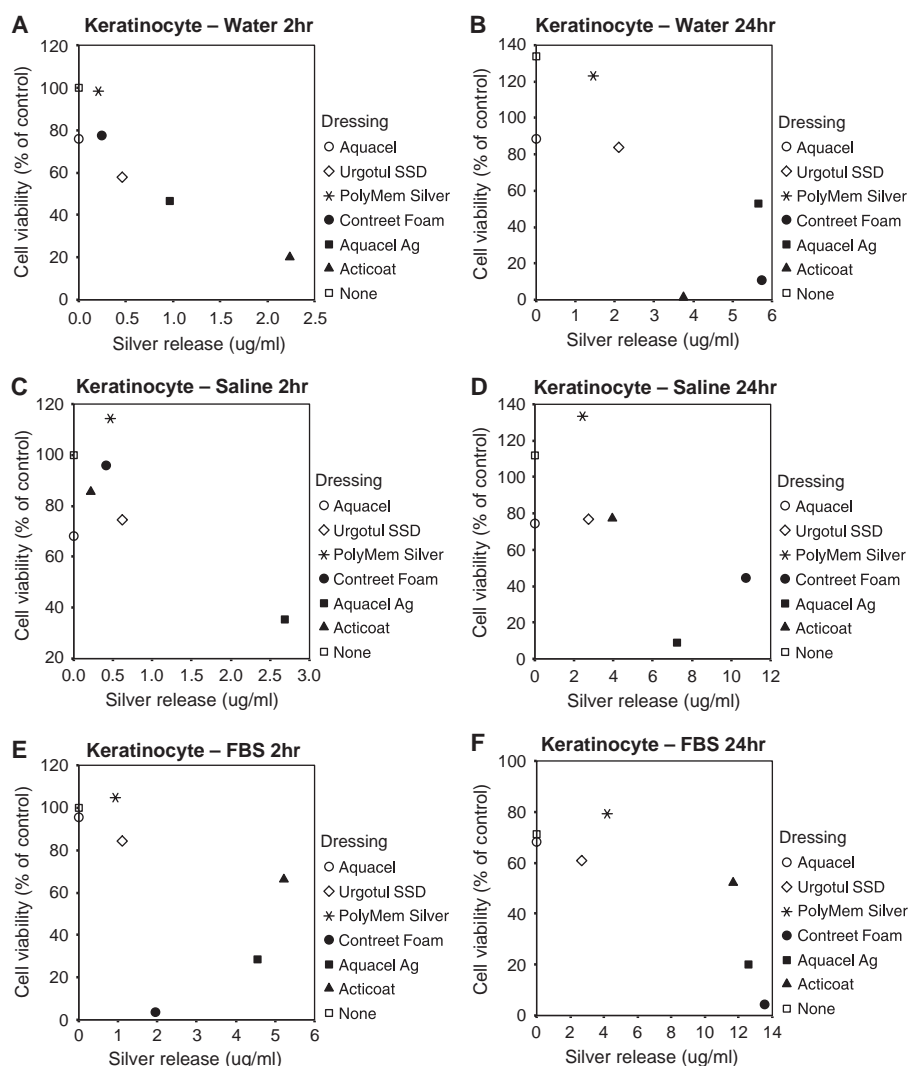 A Keratinocyte – Water 2hr
120
100
80
60
40
20
0
0.0 0.5 1.0 1.5 2.0 2.5
Cell viability (% of control)
Silver release (ug/ml)
Dressing
Aquacel
Urgotul SSD
PolyMem Silver
Contreet Foam
Aquacel Ag
Acticoat
None
B Keratinocyte – Water 24hr
140
120
100
80
60
40
20
0
0 1 2 3 4 5 6
Cell viability (% of control)
Silver release (ug/ml)
Dressing
Aquacel
Urgotul SSD
PolyMem Silver
Contreet Foam
Aquacel Ag
Acticoat
None
C Keratinocyte – Saline 2hr
120
100
80
60
40
20
0.0 0.5 1.0 1.5 2.0 2.5 3.0
Cell viability (% of control)
Silver release (ug/ml)
Dressing
Aquacel
Urgotul SSD
PolyMem Silver
Contreet Foam
Aquacel Ag
Acticoat
None
D Keratinocyte – Saline 24hr
140
120
100
80
60
40
20
0
0 2 4 6 8 10 12
Cell viability (% of control)
Silver release (ug/ml)
Dressing
Aquacel
Urgotul SSD
PolyMem Silver
Contreet Foam
Aquacel Ag
Acticoat
None
E Keratinocyte – FBS 2hr
120
100
80
60
40
20
0
0 1 2 3 4 5 6
Cell viability (% of control)
Silver release (ug/ml)
Dressing
Aquacel
Urgotul SSD
PolyMem Silver
Contreet Foam
Aquacel Ag
Acticoat
None
F Keratinocyte – FBS 24hr
100
80
60
40
20
0
0 2 4 6 8 10 12 14
Cell viability (% of control)
Silver release (ug/ml)
Dressing
Aquacel
Urgotul SSD
PolyMem Silver
Contreet Foam
Aquacel Ag
Acticoat
None